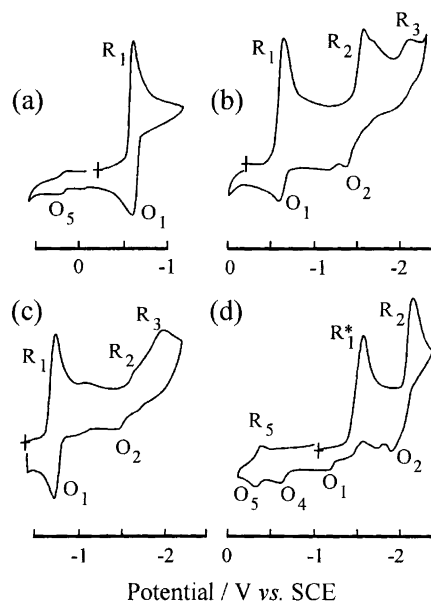 (a)
R1
O5
O1
0
-1
(b)
R1
R2
R3
O1
O2
0
-1
-2
(c)
R1
R2
R3
O1
O2
-1
-2
(d)
R*1
R2
R5
O5
O4
O1
O2
0
-1
-2
Potential / V vs. SCE